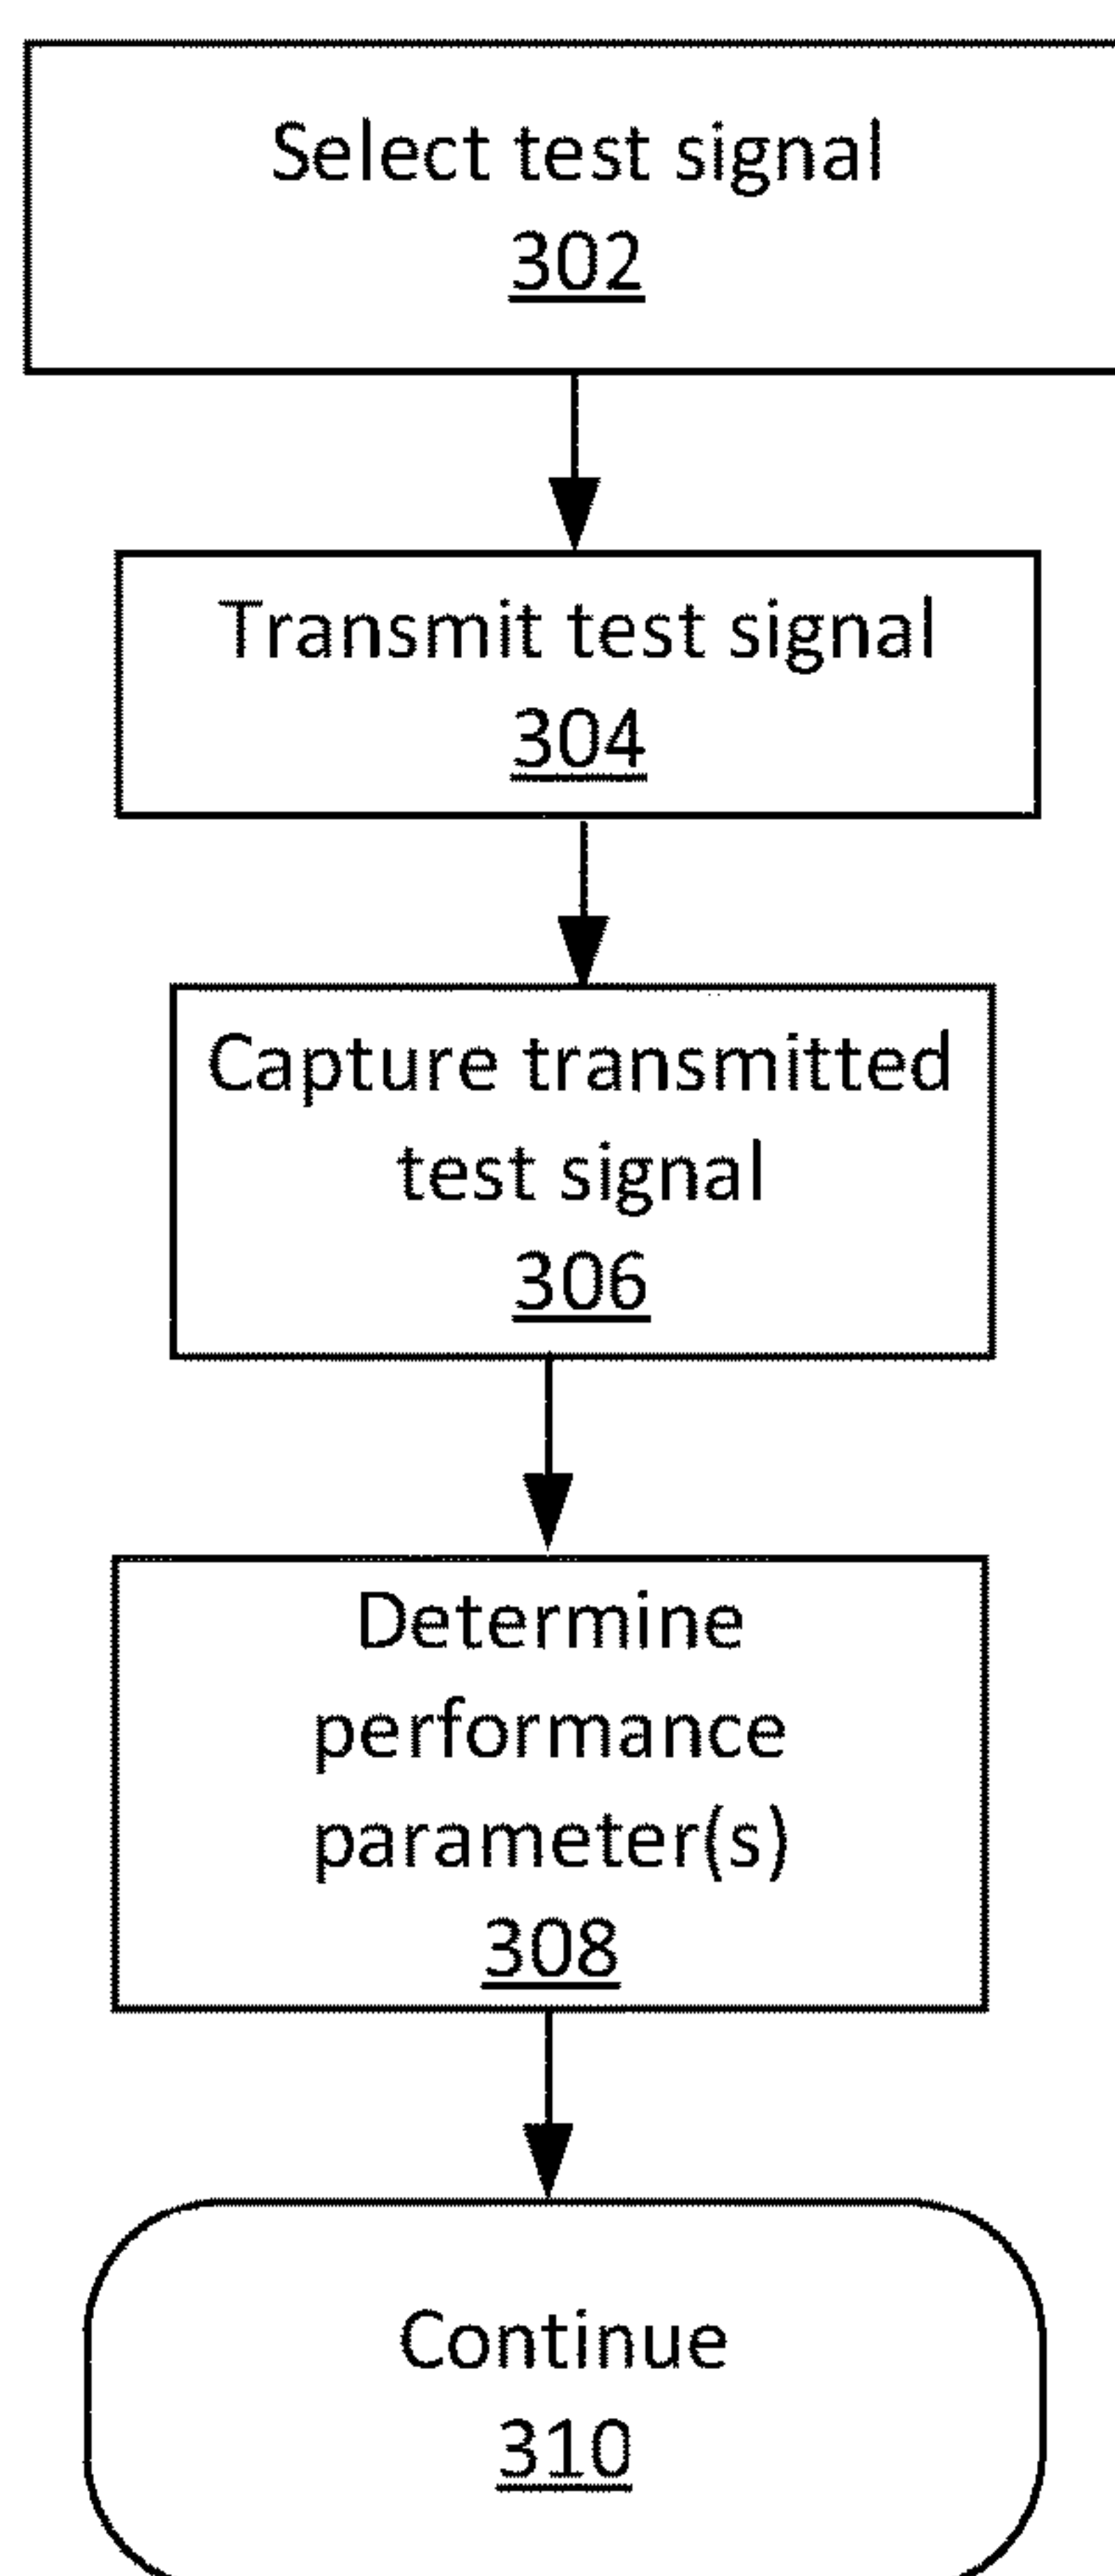 Select test signal
302
Transmit test signal
304
Capture transmitted
test signal
306
Determine
performance
parameter(s)
308
Continue
310